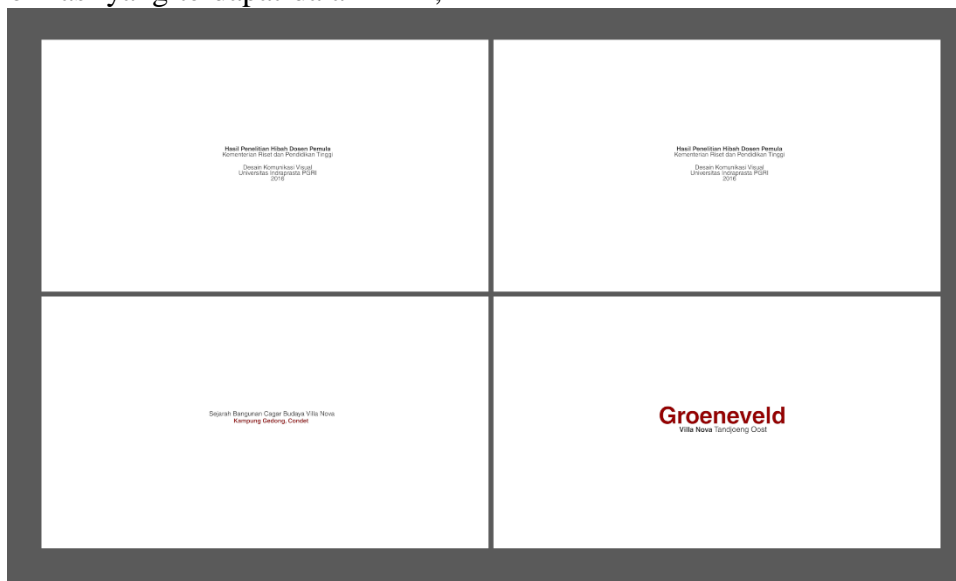 Hasil Penelitian Hibah Dosen Pemula
Kementerian Riset dan Pendidikan Tinggi
Desain Komunikasi Visual
Universitas Indraprasta PGRI
2016
Hasil Penelitian Hibah Dosen Pemula
Kementerian Riset dan Pendidikan Tinggi
Desain Komunikasi Visual
Universitas Indraprasta PGRI
2016
Sejarah Bangunan Cagar Budaya Villa Nova
Kampung Gedong, Condet
Groeneveld
Villa Nova Tandjoeng Oost